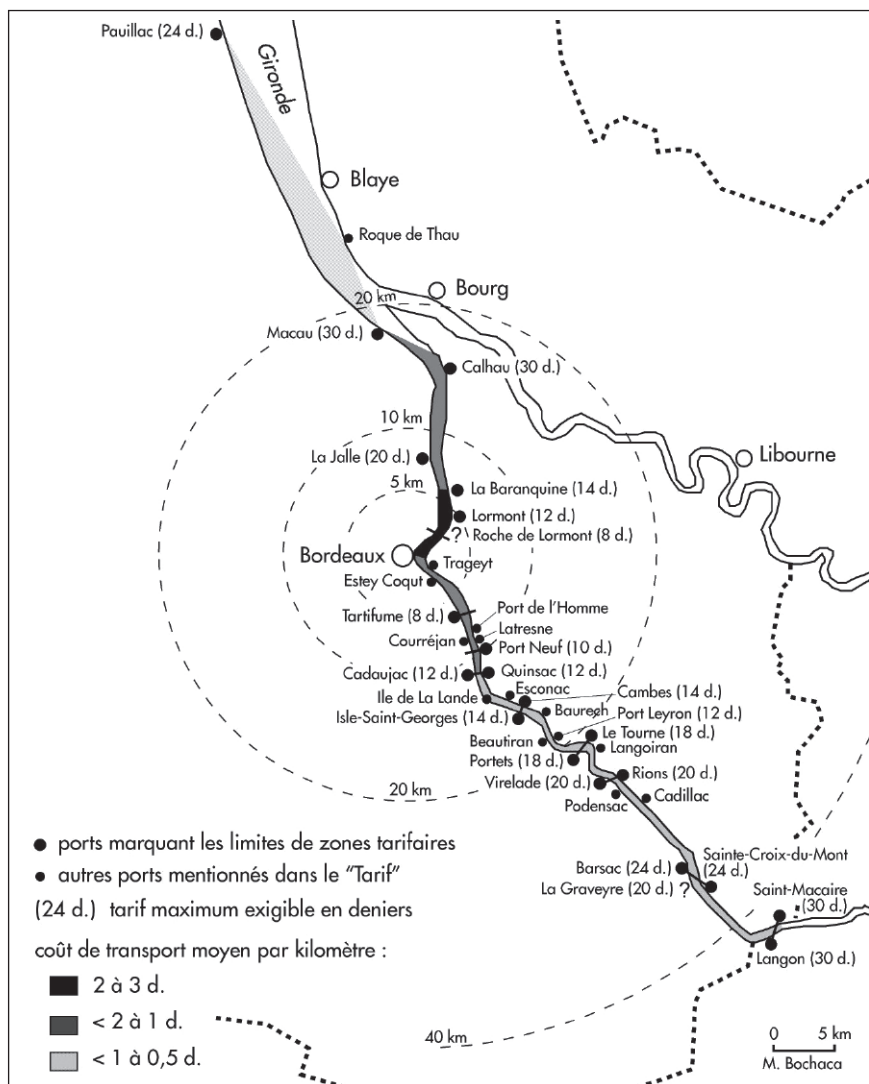 Pauillac (24 d.)
Gironde
Blaye
Roque de Thau
Bourg
20 km
Macau (30 d.)
Calhau (30 d.)
10 km
La Jalle (20 d.)
Libourne
5 km
La Baranquine (14 d.)
Lormont (12 d.)
?
Roche de Lormont (8 d.)
Bordeaux
Trageyt
Estey Coqut
Tartifume (8 d.)
Port de l'Homme
Latresne
Courréjan
Port Neuf (10 d.)
Cadaujac (12 d.)
Quinsac (12 d.)
Esconac
Cambes (14 d.)
Ile de La Lande
Isle-Saint-Georges (14 d.)
Baurech
Port Leyron (12 d.)
Le Tourne (18 d.)
Beautiran
Langoiran
Portets (18 d.)
Virelade (20 d.)
Rions (20 d.)
20 km
Podensac
Cadillac
ports marquant les limites de zones tarifaires
autres ports mentionnés dans le "Tarif"
(24 d.) tarif maximum exigible en deniers
coût de transport moyen par kilomètre :
2 à 3 d.
< 2 à 1 d.
< 1 à 0,5 d.
Sainte-Croix-du-Mont
(24 d.)
Barsac (24 d.)
La Graveyre (20 d.)
?
Saint-Macaire
(30 d.)
Langon (30 d.)
40 km
0 5 km
M. Bochaca